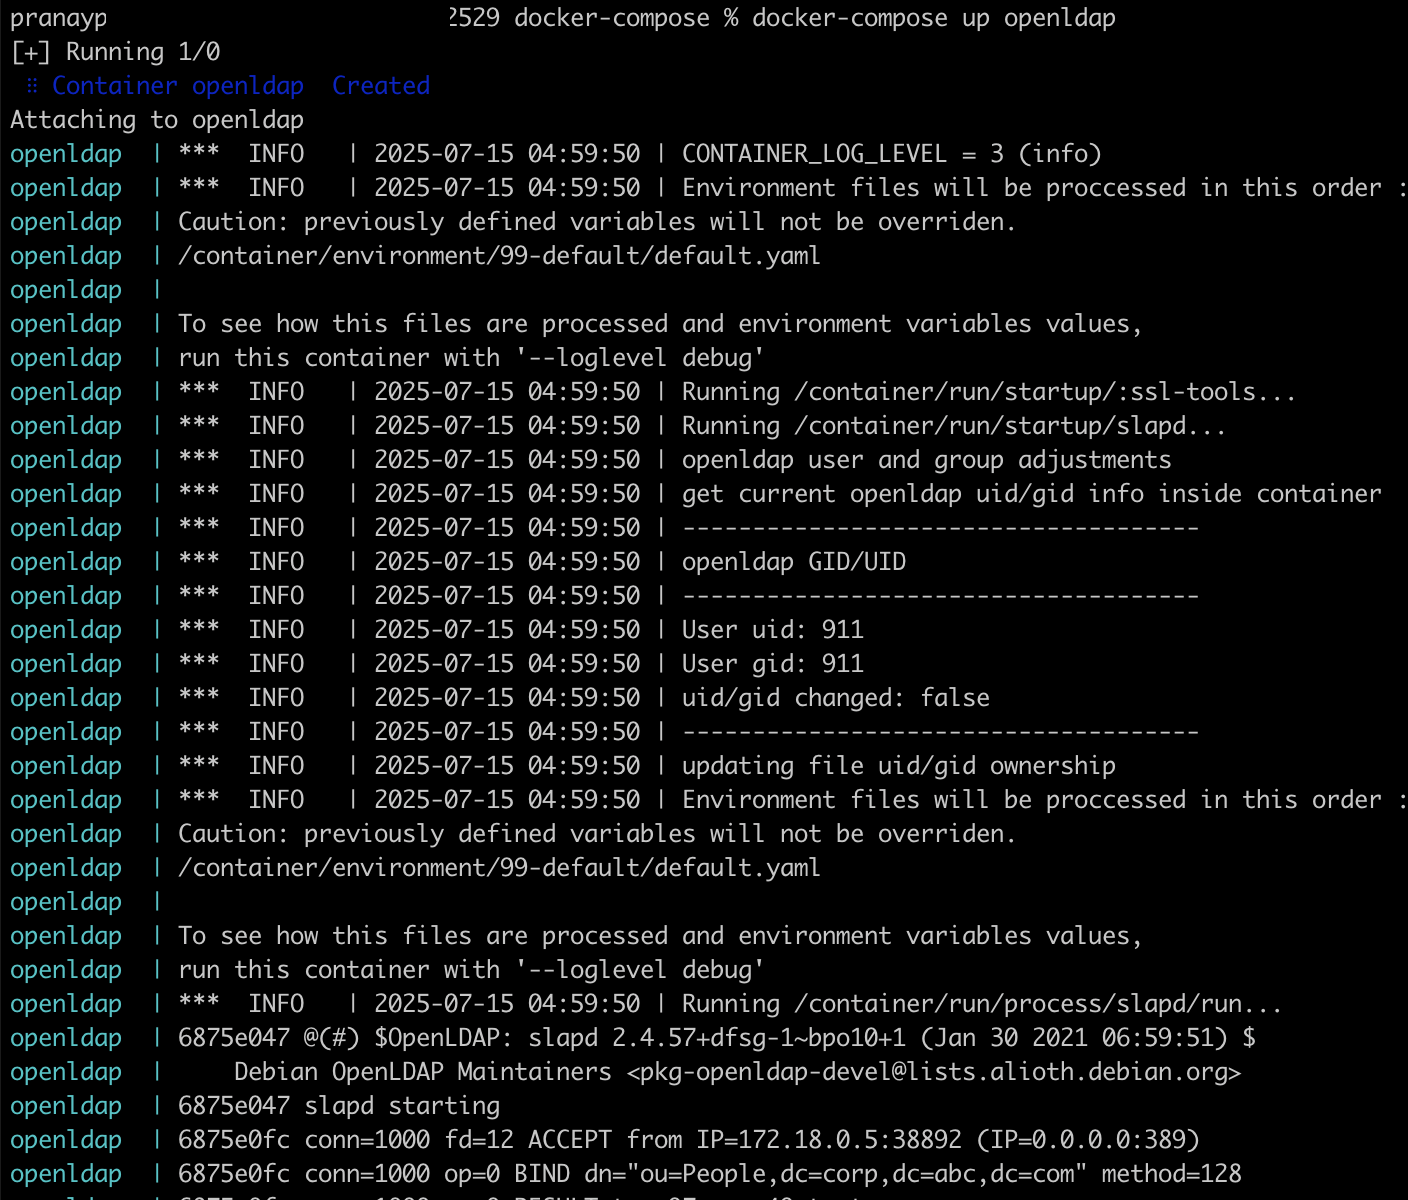 pranayp 2529 docker-compose % docker-compose up openldap
[+] Running 1/0
⠿ Container openldap  Created
Attaching to openldap
openldap  | ***  INFO   | 2025-07-15 04:59:50 | CONTAINER_LOG_LEVEL = 3 (info)
openldap  | ***  INFO   | 2025-07-15 04:59:50 | Environment files will be proccessed in this order :
openldap  | Caution: previously defined variables will not be overriden.
openldap  | /container/environment/99-default/default.yaml
openldap  |
openldap  | To see how this files are processed and environment variables values,
openldap  | run this container with '--loglevel debug'
openldap  | ***  INFO   | 2025-07-15 04:59:50 | Running /container/run/startup/:ssl-tools...
openldap  | ***  INFO   | 2025-07-15 04:59:50 | Running /container/run/startup/slapd...
openldap  | ***  INFO   | 2025-07-15 04:59:50 | openldap user and group adjustments
openldap  | ***  INFO   | 2025-07-15 04:59:50 | get current openldap uid/gid info inside container
openldap  | ***  INFO   | 2025-07-15 04:59:50 | -------------------------------------
openldap  | ***  INFO   | 2025-07-15 04:59:50 | openldap GID/UID
openldap  | ***  INFO   | 2025-07-15 04:59:50 | -------------------------------------
openldap  | ***  INFO   | 2025-07-15 04:59:50 | User uid: 911
openldap  | ***  INFO   | 2025-07-15 04:59:50 | User gid: 911
openldap  | ***  INFO   | 2025-07-15 04:59:50 | uid/gid changed: false
openldap  | ***  INFO   | 2025-07-15 04:59:50 | -------------------------------------
openldap  | ***  INFO   | 2025-07-15 04:59:50 | updating file uid/gid ownership
openldap  | ***  INFO   | 2025-07-15 04:59:50 | Environment files will be proccessed in this order :
openldap  | Caution: previously defined variables will not be overriden.
openldap  | /container/environment/99-default/default.yaml
openldap  |
openldap  | To see how this files are processed and environment variables values,
openldap  | run this container with '--loglevel debug'
openldap  | ***  INFO   | 2025-07-15 04:59:50 | Running /container/run/process/slapd/run...
openldap  | 6875e047 @(#) $OpenLDAP: slapd 2.4.57+dfsg-1~bpo10+1 (Jan 30 2021 06:59:51) $
openldap  |     Debian OpenLDAP Maintainers <pkg-openldap-devel@lists.alioth.debian.org>
openldap  | 6875e047 slapd starting
openldap  | 6875e0fc conn=1000 fd=12 ACCEPT from IP=172.18.0.5:38892 (IP=0.0.0.0:389)
openldap  | 6875e0fc conn=1000 op=0 BIND dn="ou=People,dc=corp,dc=abc,dc=com" method=128